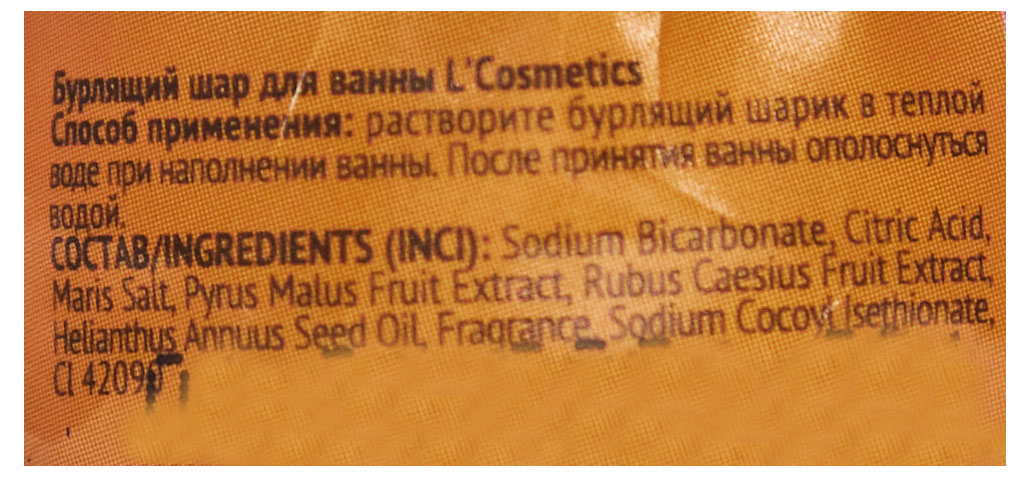 Бурлящий шар для ванны L'Cosmetics
Способ применения: растворите бурлящий шарик в теплой
воде при наполнении ванны. После принятия ванны ополоснуться
водой.
СОСТАВ/INGREDIENTS (INCI): Sodium Bicarbonate, Citric Acid,
Maris Salt, Pyrus Malus Fruit Extract, Rubus Caesius Fruit Extract,
Helianthus Annuus Seed Oil, Fragrance, Sodium Cocoyl Isethionate,
CI 42090